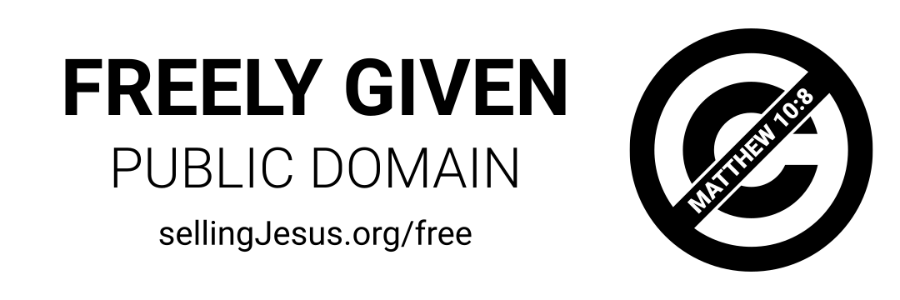 FREELY GIVEN
PUBLIC DOMAIN
sellingJesus.org/free
MATTHEW 10:8